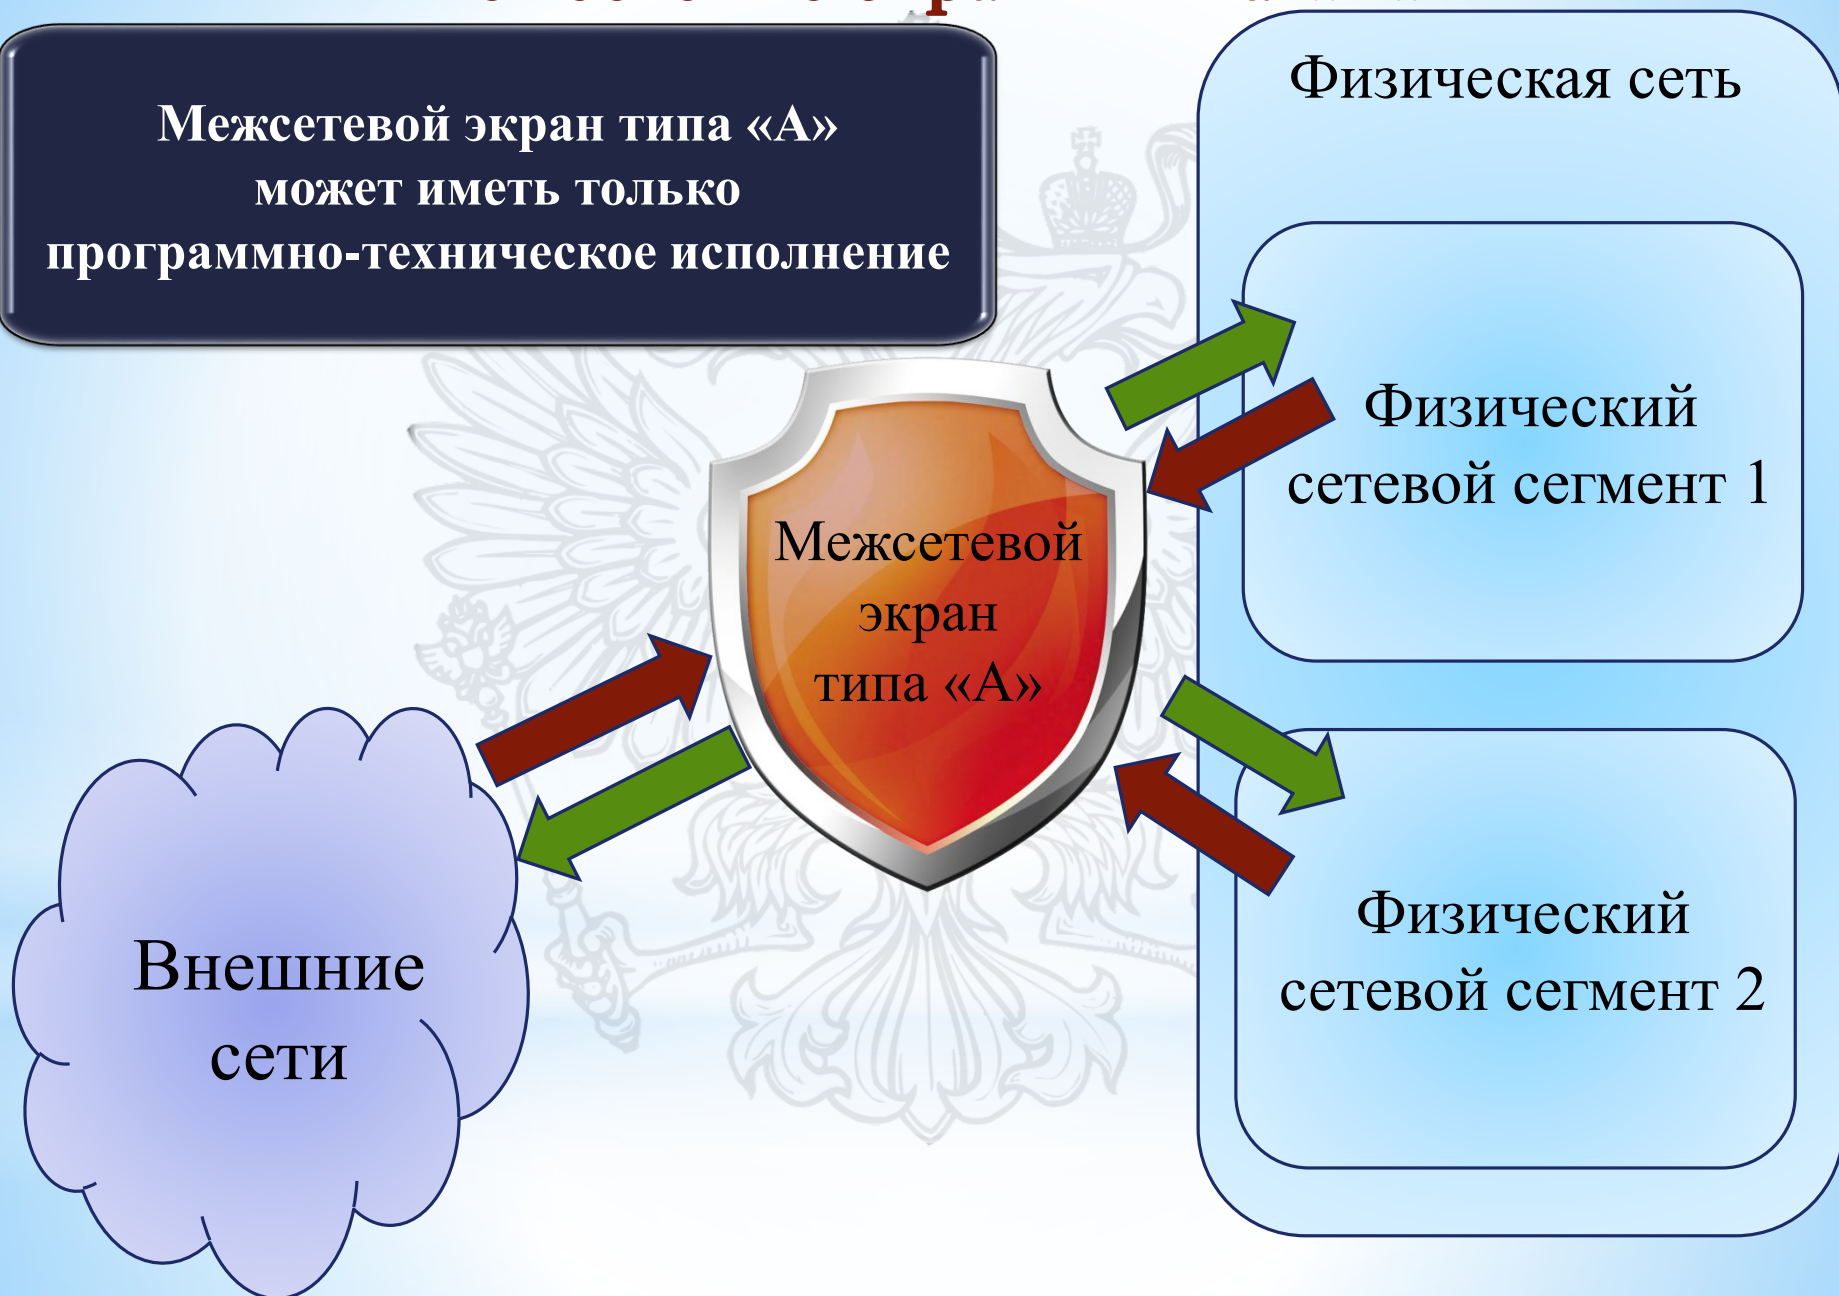 Межсетевой экран типа «А»
может иметь только
программно-техническое исполнение
Физическая сеть
Физический
сетевой сегмент 1
Межсетевой
экран
типа «А»
Физический
сетевой сегмент 2
Внешние
сети